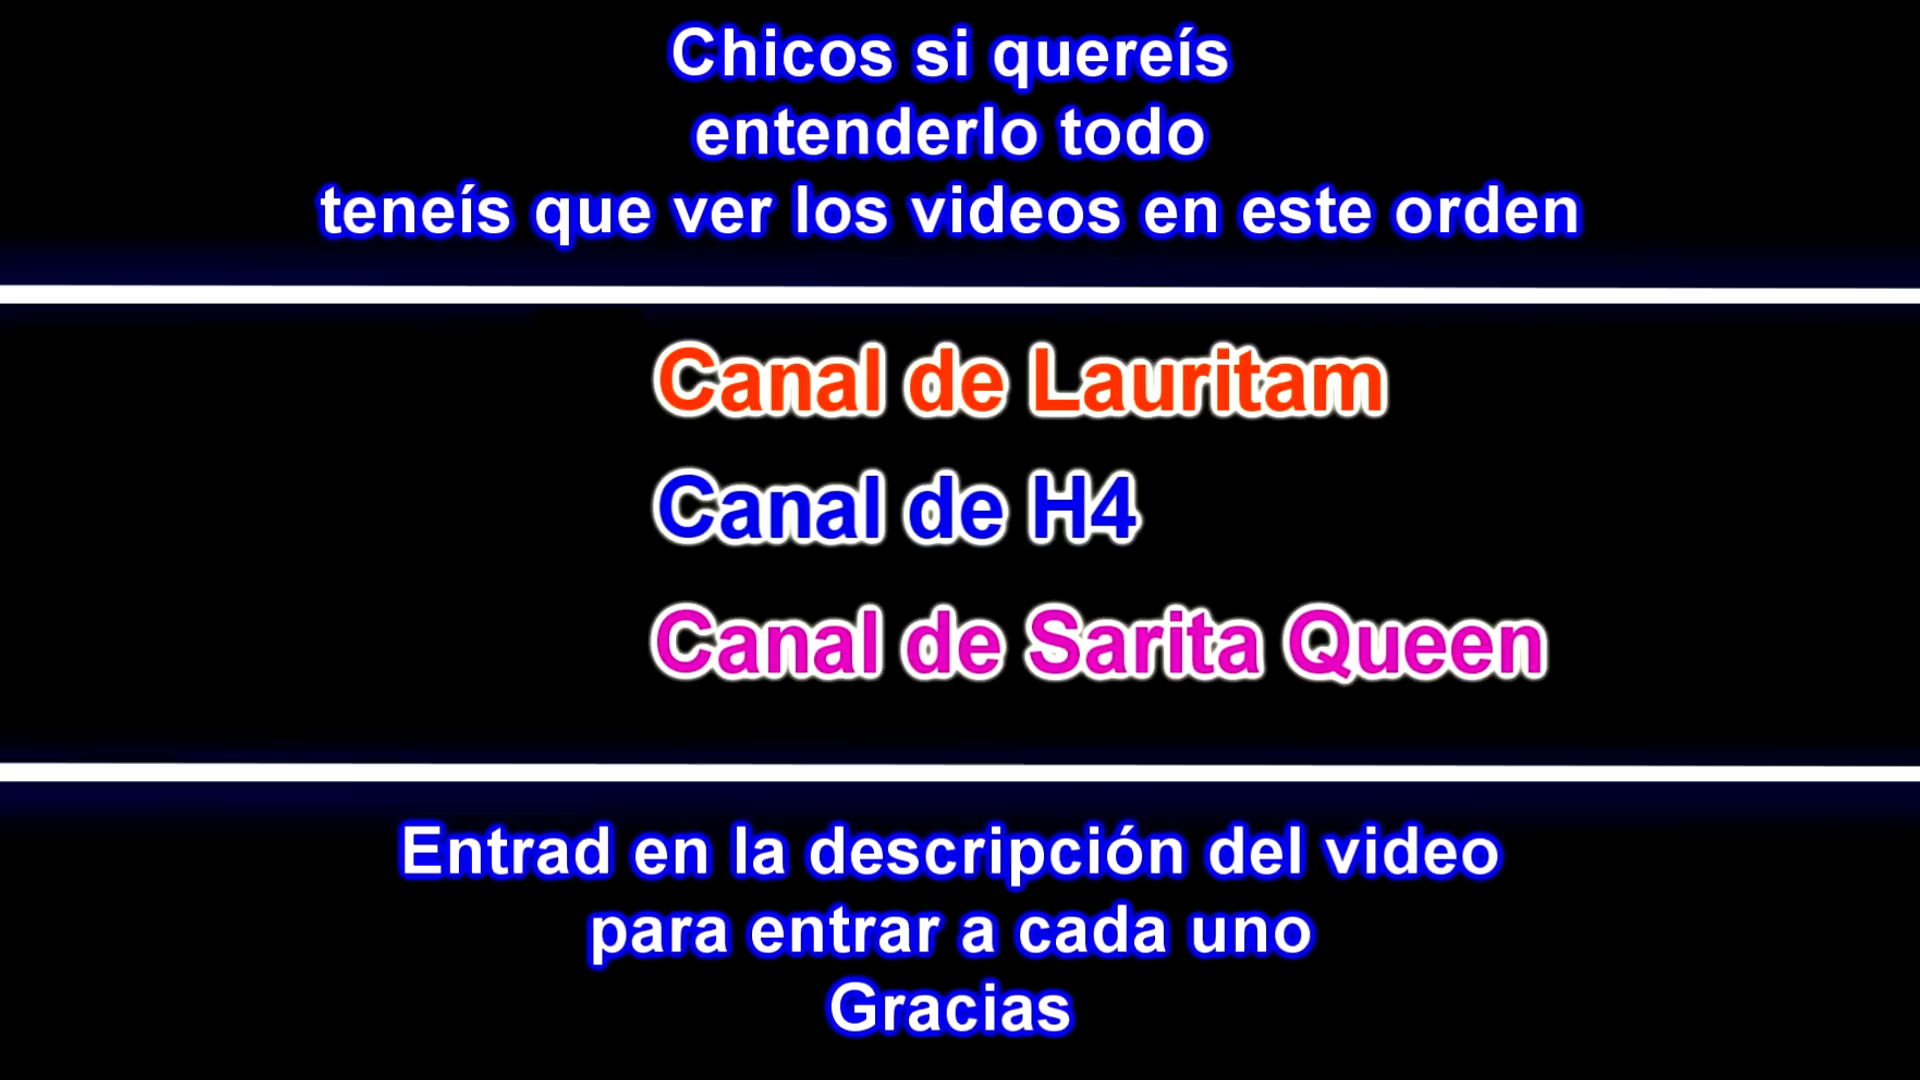 Chicos si quereís
entenderlo todo
teneís que ver los videos en este orden
Canal de Lauritam
Canal de H4
Canal de Sarita Queen
Entrad en la descripción del video
para entrar a cada uno
Gracias